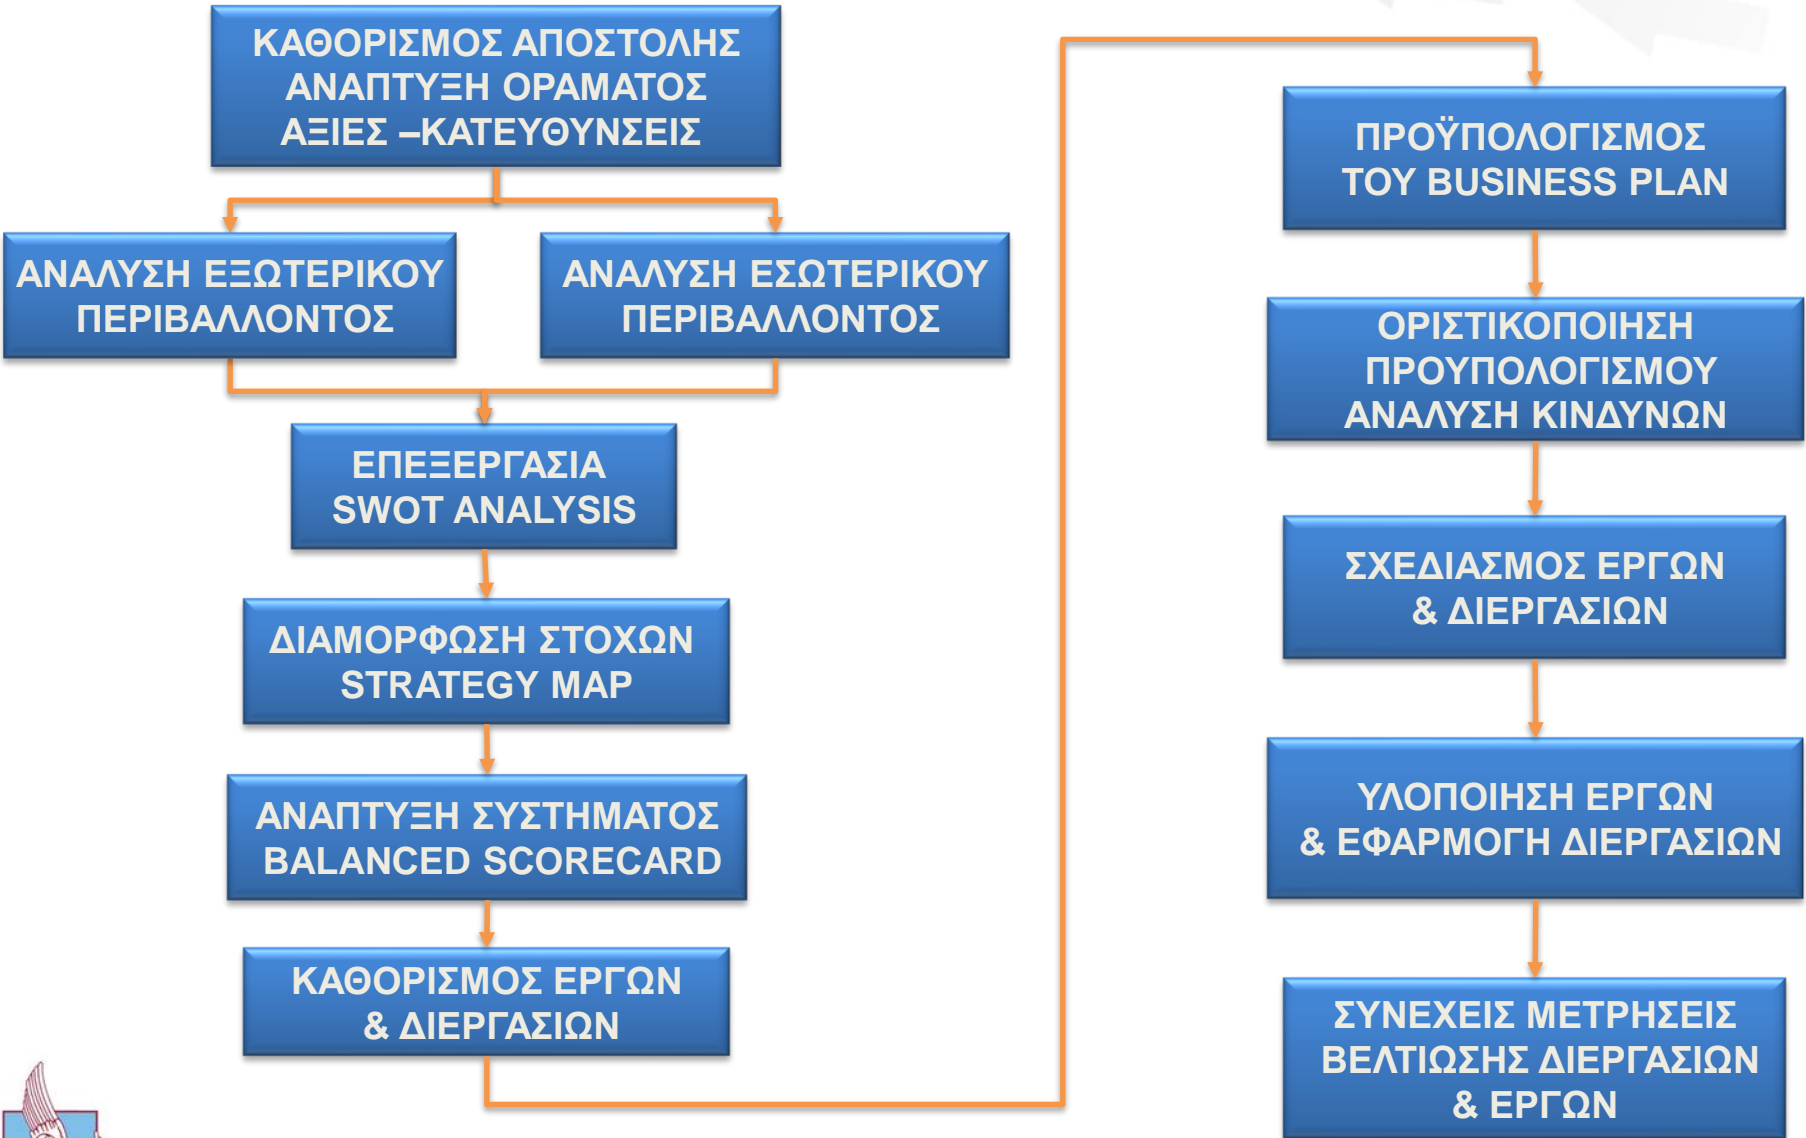 ΚΑΘΟΡΙΣΜΟΣ ΑΠΟΣΤΟΛΗΣ
ΑΝΑΠΤΥΞΗ ΟΡΑΜΑΤΟΣ
ΑΞΙΕΣ –ΚΑΤΕΥΘΥΝΣΕΙΣ
ΑΝΑΛΥΣΗ ΕΞΩΤΕΡΙΚΟΥ
ΠΕΡΙΒΑΛΛΟΝΤΟΣ
ΑΝΑΛΥΣΗ ΕΣΩΤΕΡΙΚΟΥ
ΠΕΡΙΒΑΛΛΟΝΤΟΣ
ΕΠΕΞΕΡΓΑΣΙΑ
SWOT ANALYSIS
ΔΙΑΜΟΡΦΩΣΗ ΣΤΟΧΩΝ
STRATEGY MAP
ΑΝΑΠΤΥΞΗ ΣΥΣΤΗΜΑΤΟΣ
BALANCED SCORECARD
ΚΑΘΟΡΙΣΜΟΣ ΕΡΓΩΝ
& ΔΙΕΡΓΑΣΙΩΝ
ΠΡΟΫΠΟΛΟΓΙΣΜΟΣ
ΤΟΥ BUSINESS PLAN
ΟΡΙΣΤΙΚΟΠΟΙΗΣΗ
ΠΡΟΥΠΟΛΟΓΙΣΜΟΥ
ΑΝΑΛΥΣΗ ΚΙΝΔΥΝΩΝ
ΣΧΕΔΙΑΣΜΟΣ ΕΡΓΩΝ
& ΔΙΕΡΓΑΣΙΩΝ
ΥΛΟΠΟΙΗΣΗ ΕΡΓΩΝ
& ΕΦΑΡΜΟΓΗ ΔΙΕΡΓΑΣΙΩΝ
ΣΥΝΕΧΕΙΣ ΜΕΤΡΗΣΕΙΣ
ΒΕΛΤΙΩΣΗΣ ΔΙΕΡΓΑΣΙΩΝ
& ΕΡΓΩΝ